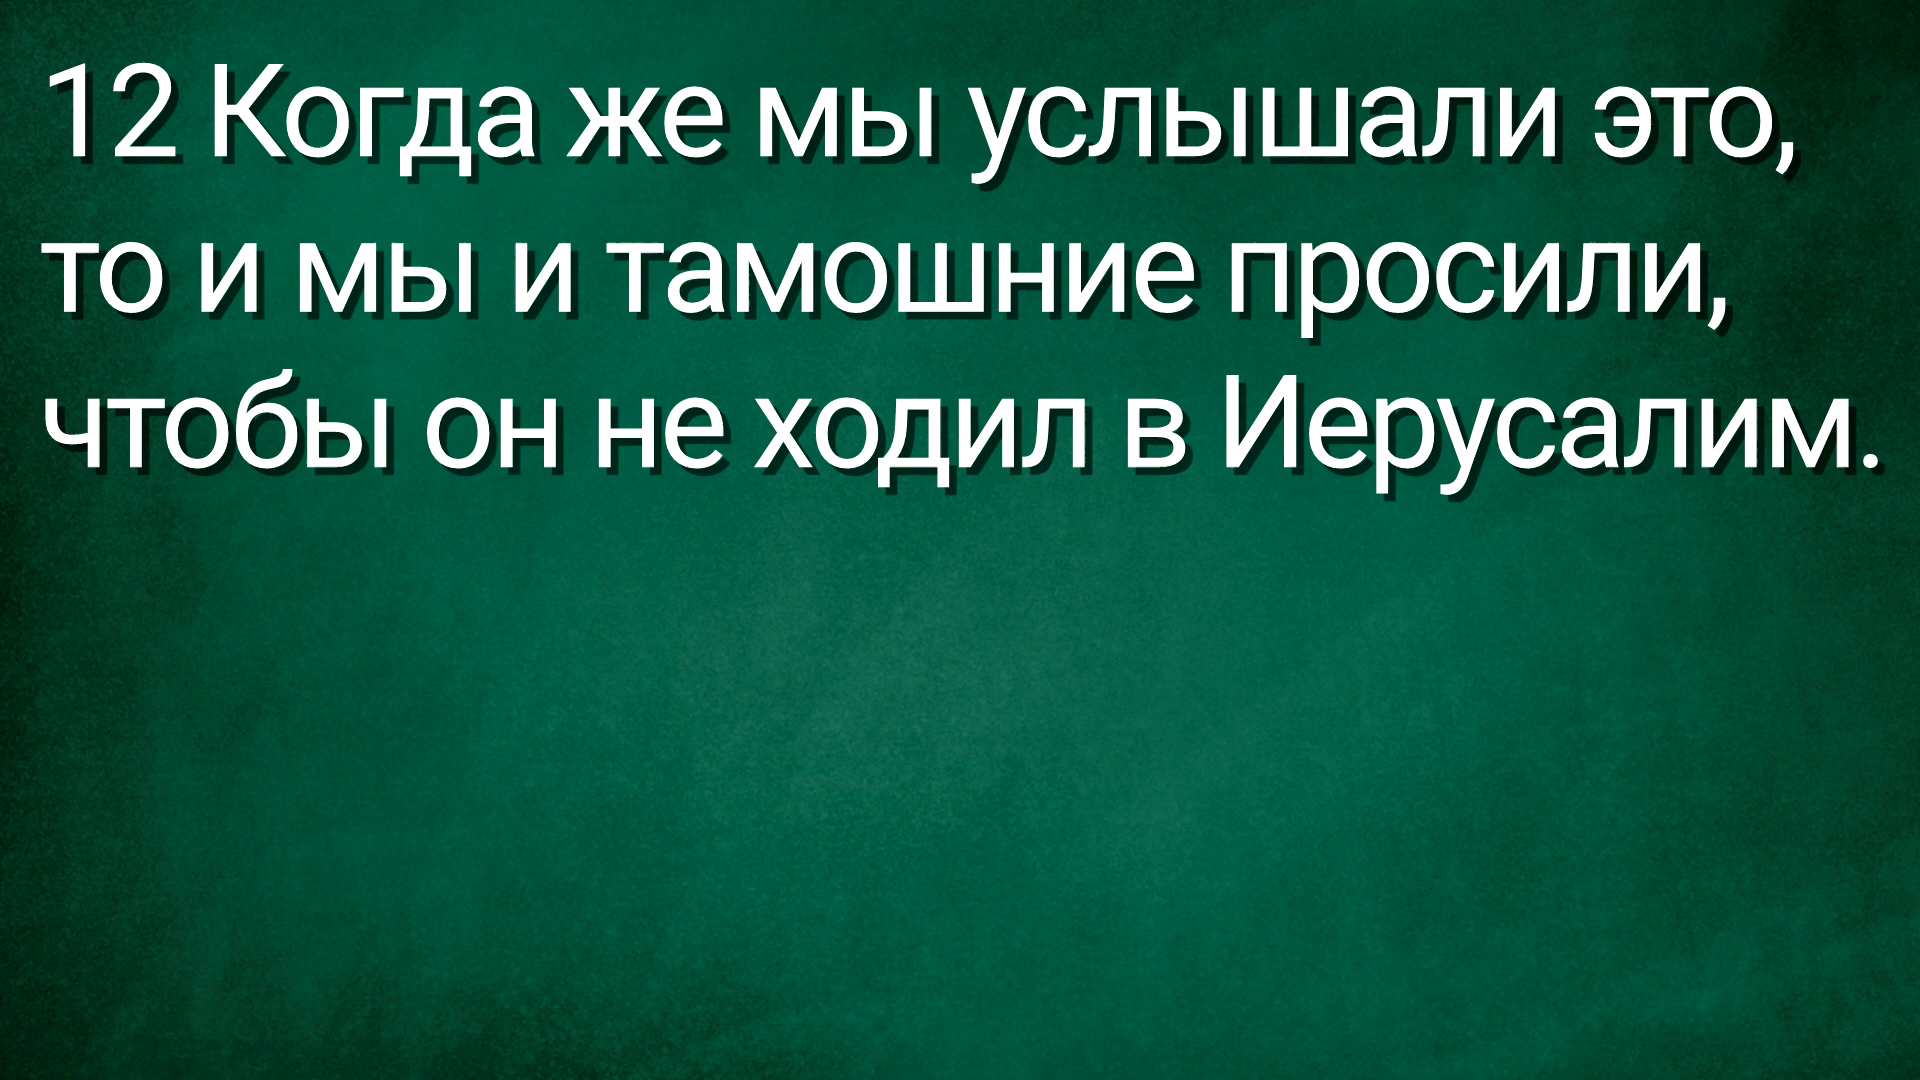 12 Когда же мы услышали это,
то и мы и тамошние просили,
чтобы он не ходил в Иерусалим.